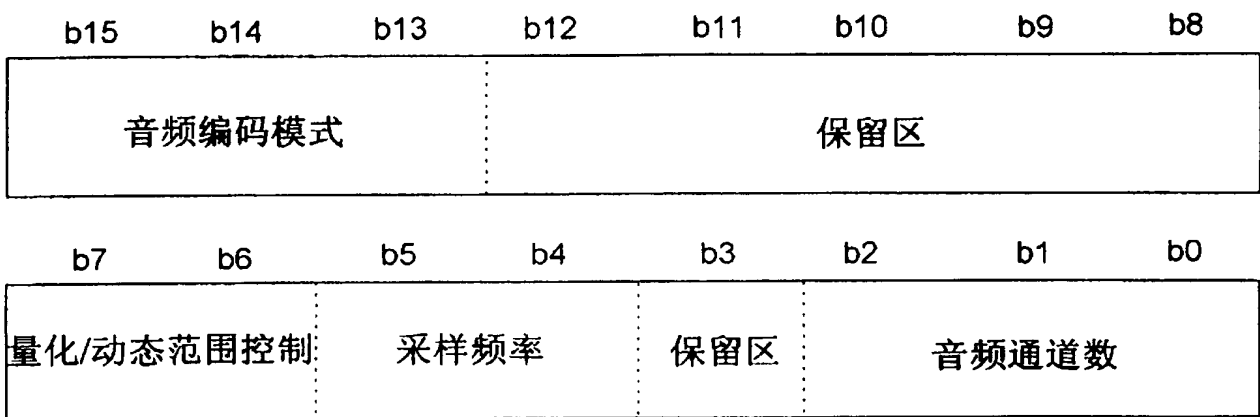 b15 b14 b13 b12 b11 b10 b9 b8
音频编码模式 保留区
b7 b6 b5 b4 b3 b2 b1 b0
量化/动态范围控制 采样频率 保留区 音频通道数